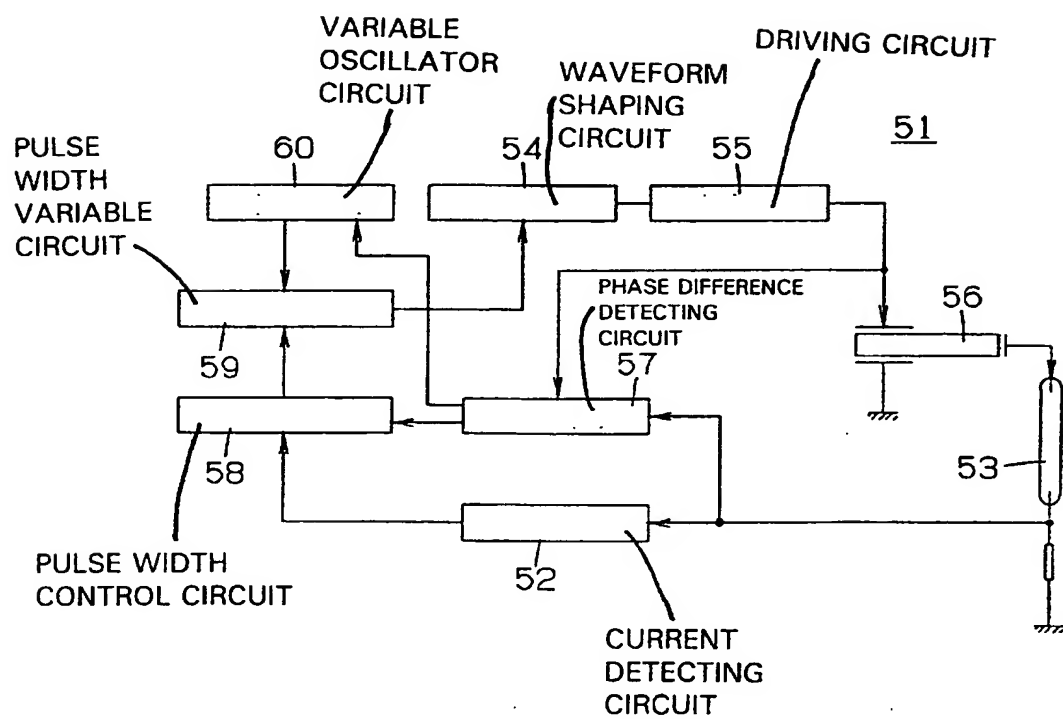 VARIABLE
OSCILLATOR
CIRCUIT
DRIVING CIRCUIT
WAVEFORM
SHAPING
CIRCUIT
51
PULSE
WIDTH
VARIABLE
CIRCUIT
60
54
55
PHASE DIFFERENCE
DETECTING
CIRCUIT
56
59
57
58
53
PULSE WIDTH
CONTROL CIRCUIT
52
CURRENT
DETECTING
CIRCUIT